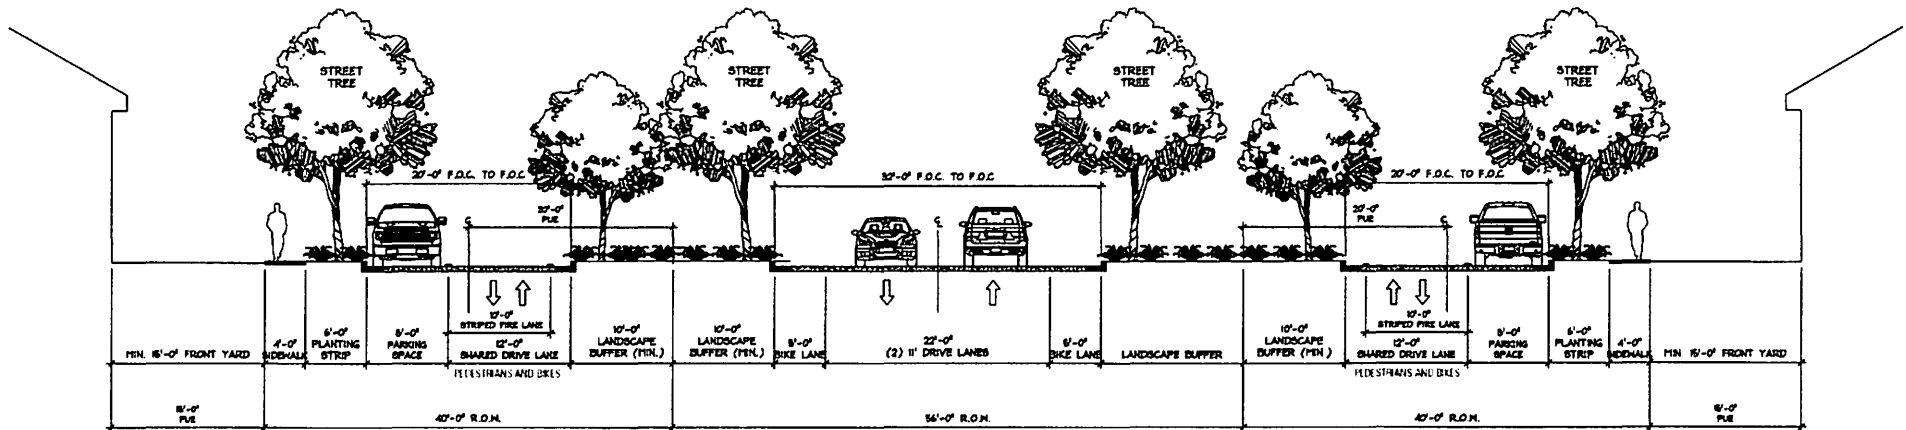 STREET
TREE
STREET
TREE
STREET
TREE
STREET
TREE
20'-0" F.O.C. TO F.O.C
32'-0" F.O.C. TO F.O.C
20'-0" F.O.C. TO F.O.C
20'-0"
PUE
20'-0"
PUE
10'-0"
STRIPED FIRE LANE
10'-0"
STRIPED FIRE LANE
MIN. 15'-0" FRONT YARD
4'-0"
SIDEWALK
6'-0"
PLANTING
STRIP
8'-0"
PARKING
SPACE
12'-0"
SHARED DRIVE LANE
PEDESTRIANS AND BIKES
10'-0"
LANDSCAPE
BUFFER (MIN.)
10'-0"
LANDSCAPE
BUFFER (MIN.)
5'-0"
BIKE LANE
22'-0"
(2) 11' DRIVE LANES
5'-0"
BIKE LANE
LANDSCAPE BUFFER
10'-0"
LANDSCAPE
BUFFER (MIN )
12'-0"
SHARED DRIVE LANE
PEDESTRIANS AND BIKES
8'-0"
PARKING
SPACE
6'-0"
PLANTING
STRIP
4'-0"
SIDEWALK
MIN 15'-0" FRONT YARD
15'-0"
PUE
40'-0" R.O.W.
56'-0" R.O.W.
40'-0" R.O.W.
15'-0"
PUE